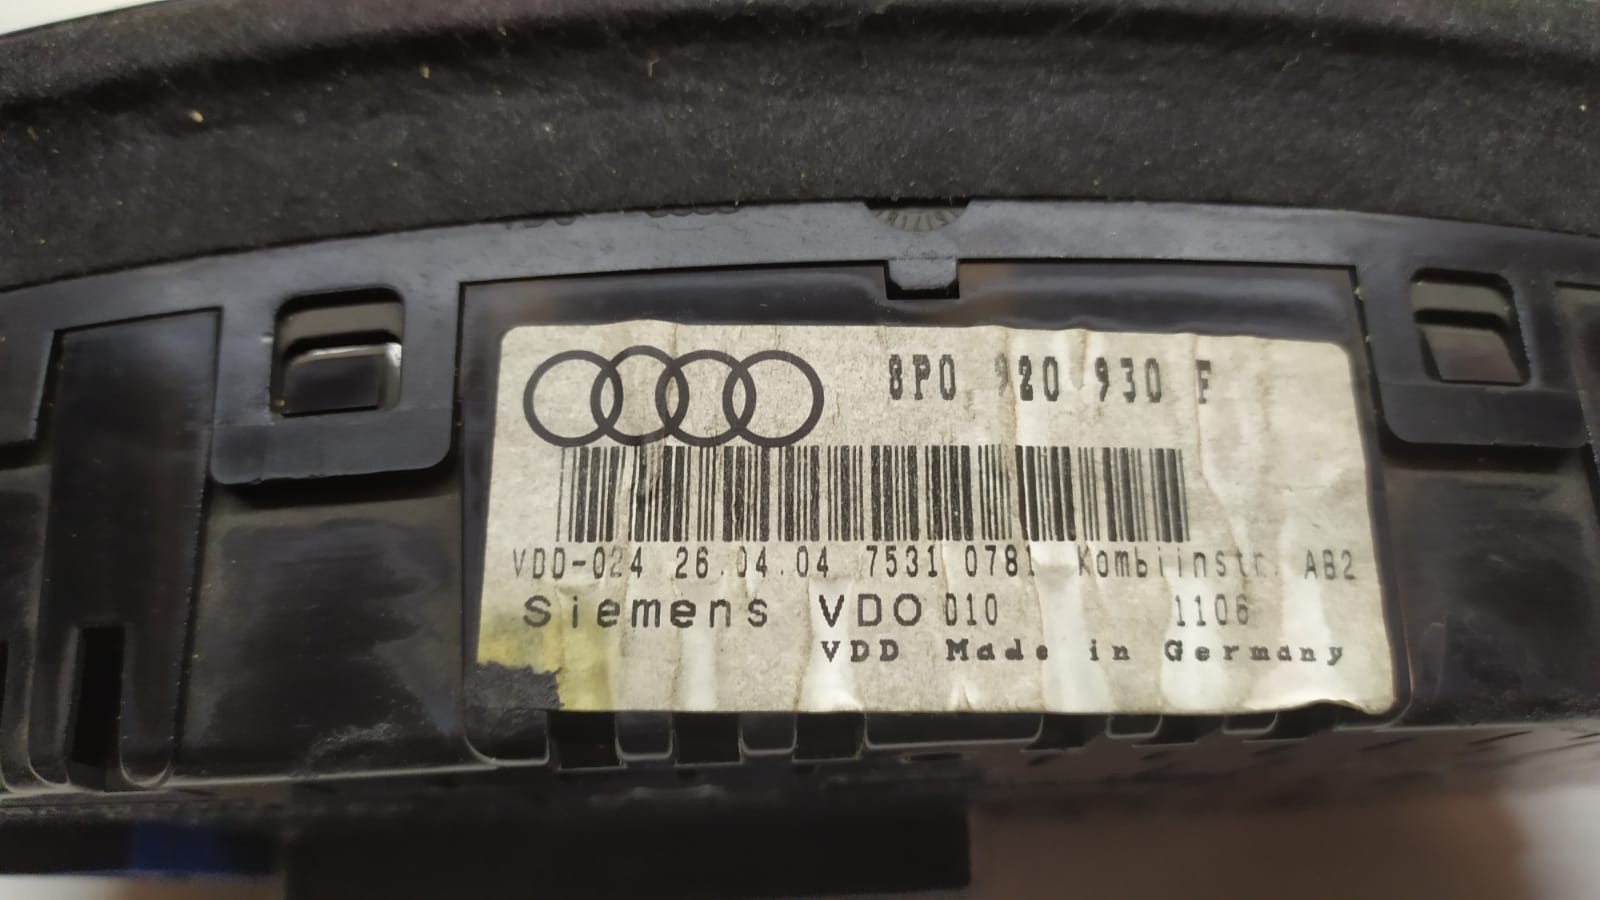 8P0 920 930 F
VDD-024 26.04.04 7531 0781 Kombiinstr. AB2
Siemens VDO 010 1106
VDD Made in Germany